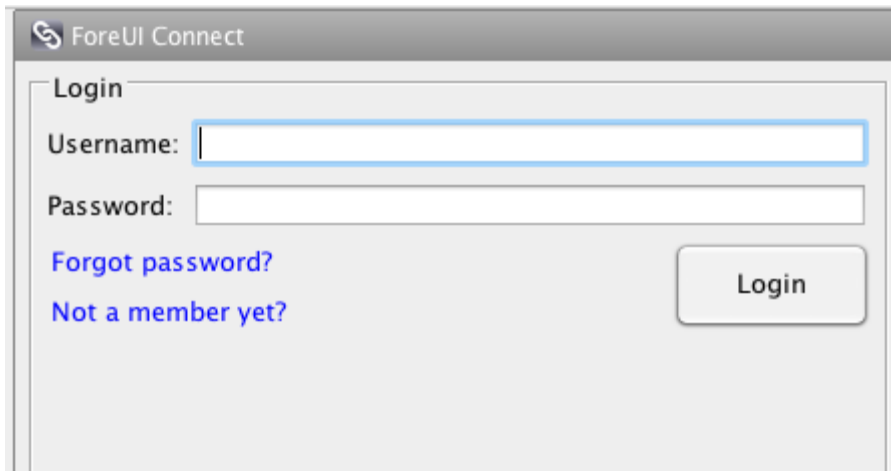 ForeUI Connect
Login
Username:
Password:
Forgot password?
Login
Not a member yet?